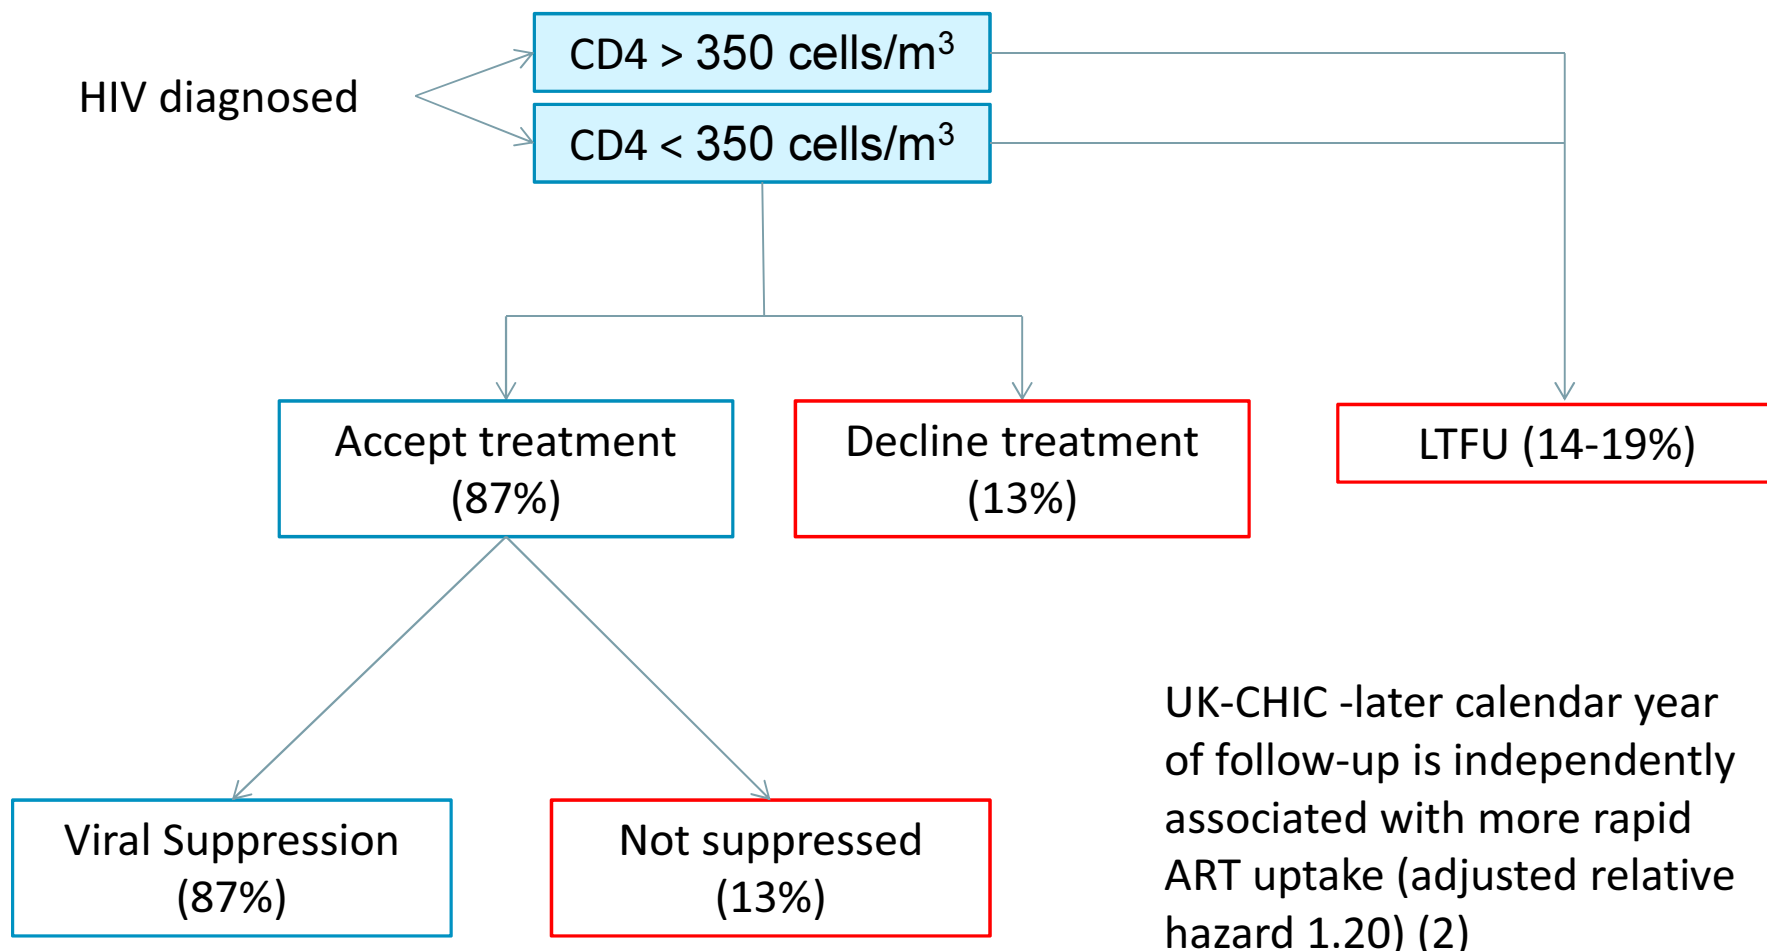 CD4 > 350 cells/m³
HIV diagnosed
CD4 < 350 cells/m³
Accept treatment
(87%)
Decline treatment
(13%)
LTFU (14-19%)
Viral Suppression
(87%)
Not suppressed
(13%)
UK-CHIC -later calendar year
of follow-up is independently
associated with more rapid
ART uptake (adjusted relative
hazard 1.20) (2)